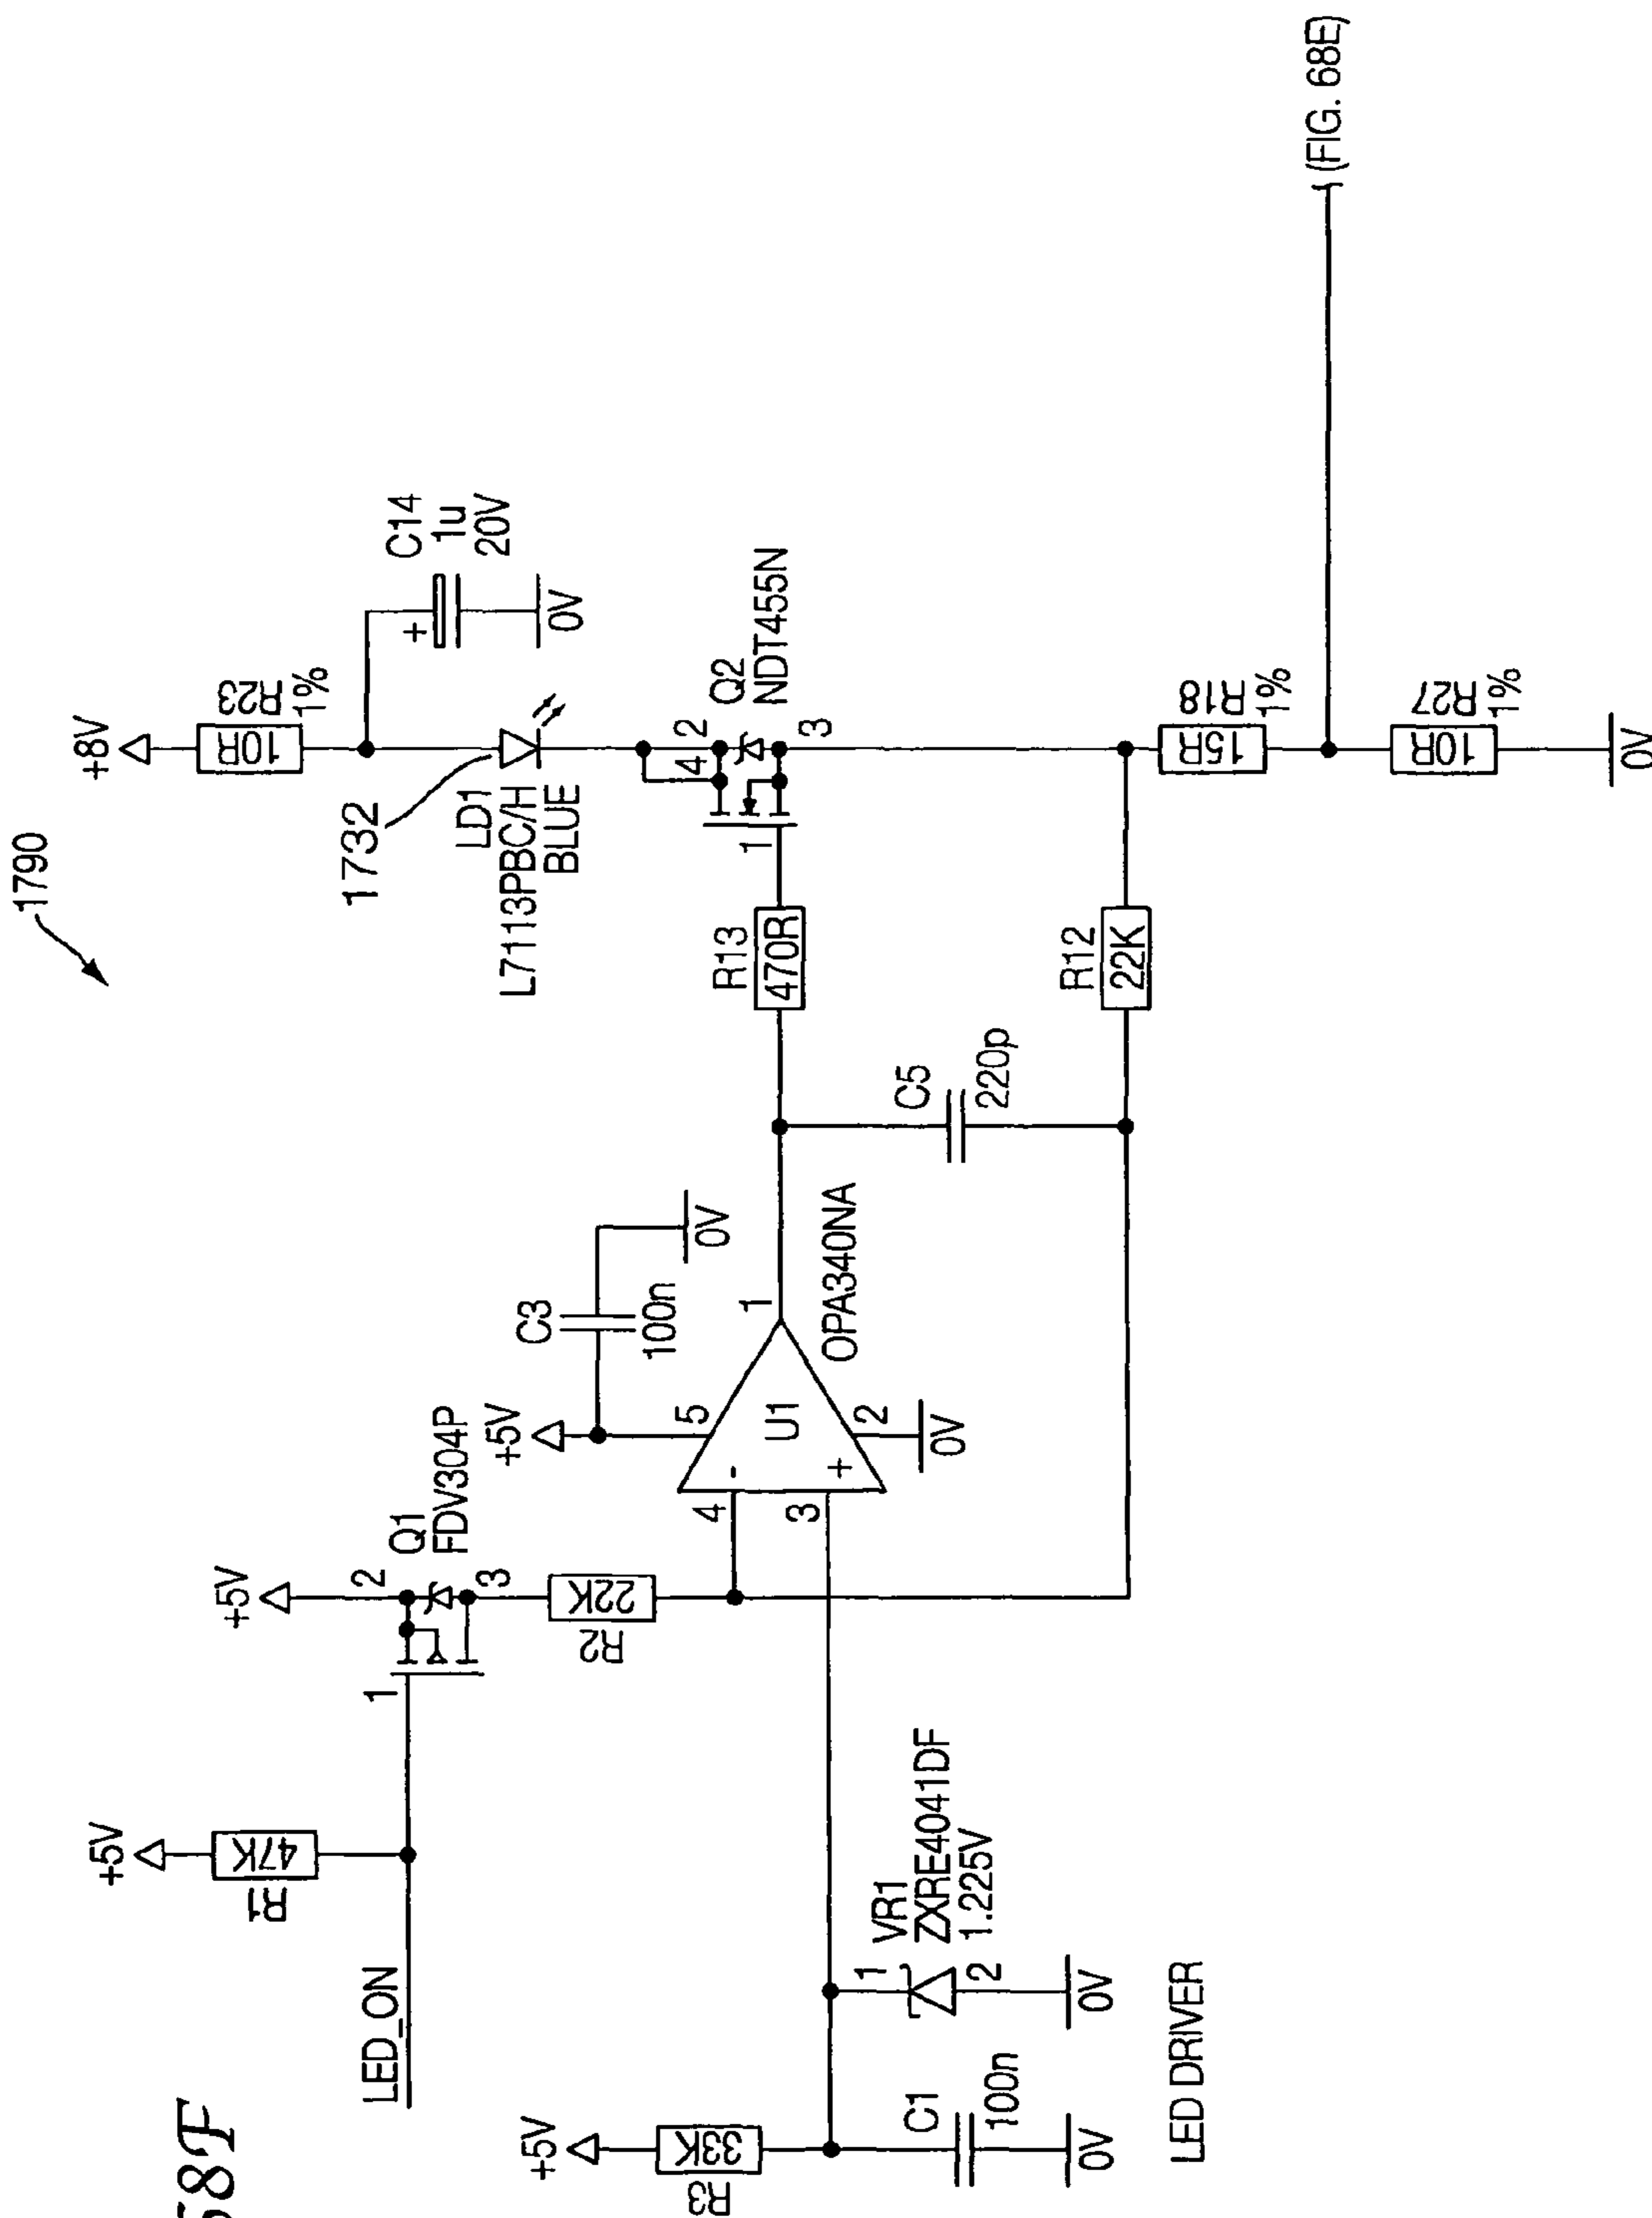 68F
1790
+5V
R1
47K
LED_ON
+5V
2
Q1
FDV304P
1
3
R2
22K
+5V
R3
33K
C1
100n
0V
VR1
ZXRE4041DF
1.225V
1
2
0V
+5V
C3
100n
0V
4
-
3
+
5
U1
2
0V
1
OPA340NA
C5
220p
R13
470R
R12
22K
+8V
10R
R23
1%
+
C14
1u
20V
0V
1732
LD1
L7113PBC/H
BLUE
Q2
NDT455N
2
4
1
3
15R
R18
1%
(FIG. 68E)
10R
R27
1%
0V
LED DRIVER